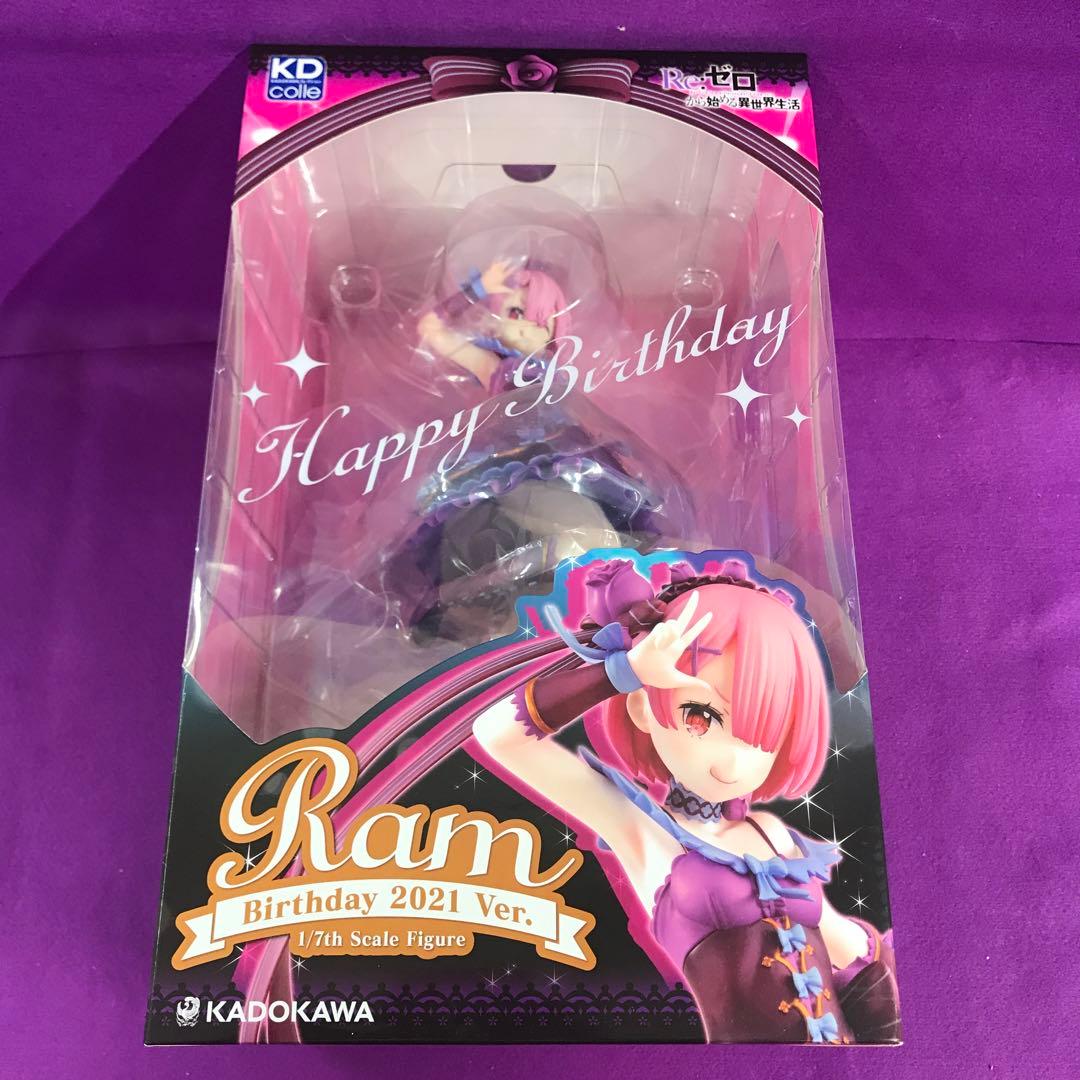 KD
colle
Re:ゼロ
から始める異世界生活
Happy Birthday
Ram
Birthday 2021 Ver.
1/7th Scale Figure
KADOKAWA